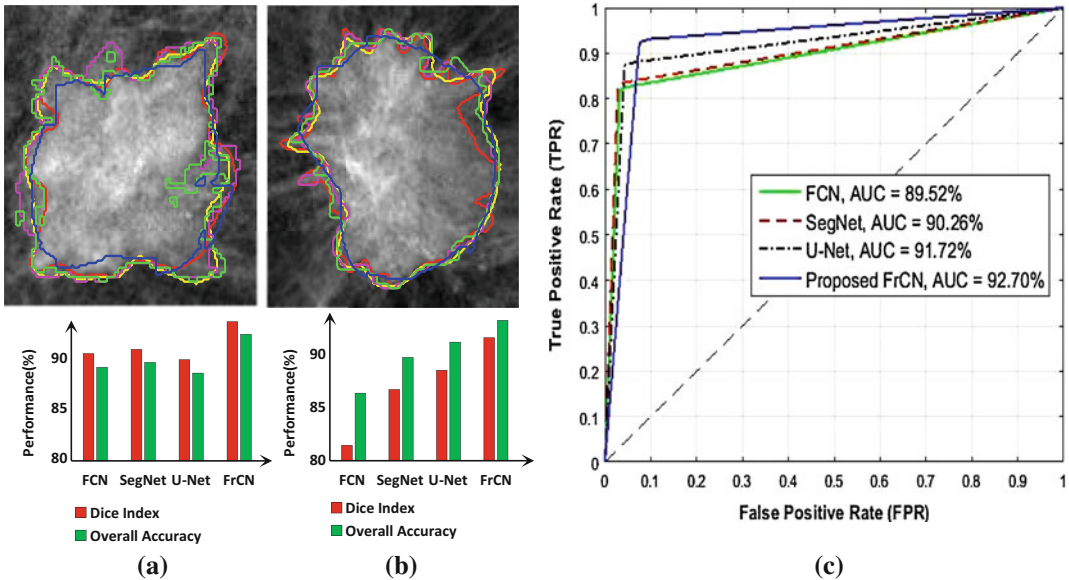 Performance(%)
90
85
80
FCN SegNet U-Net FrCN
Dice Index
Overall Accuracy
(a)
Performance(%)
90
85
80
FCN SegNet U-Net FrCN
Dice Index
Overall Accuracy
(b)
True Positive Rate (TPR)
1
0.9
0.8
0.7
0.6
0.5
0.4
0.3
0.2
0.1
0
FCN, AUC = 89.52%
SegNet, AUC = 90.26%
U-Net, AUC = 91.72%
Proposed FrCN, AUC = 92.70%
0 0.1 0.2 0.3 0.4 0.5 0.6 0.7 0.8 0.9 1
False Positive Rate (FPR)
(c)